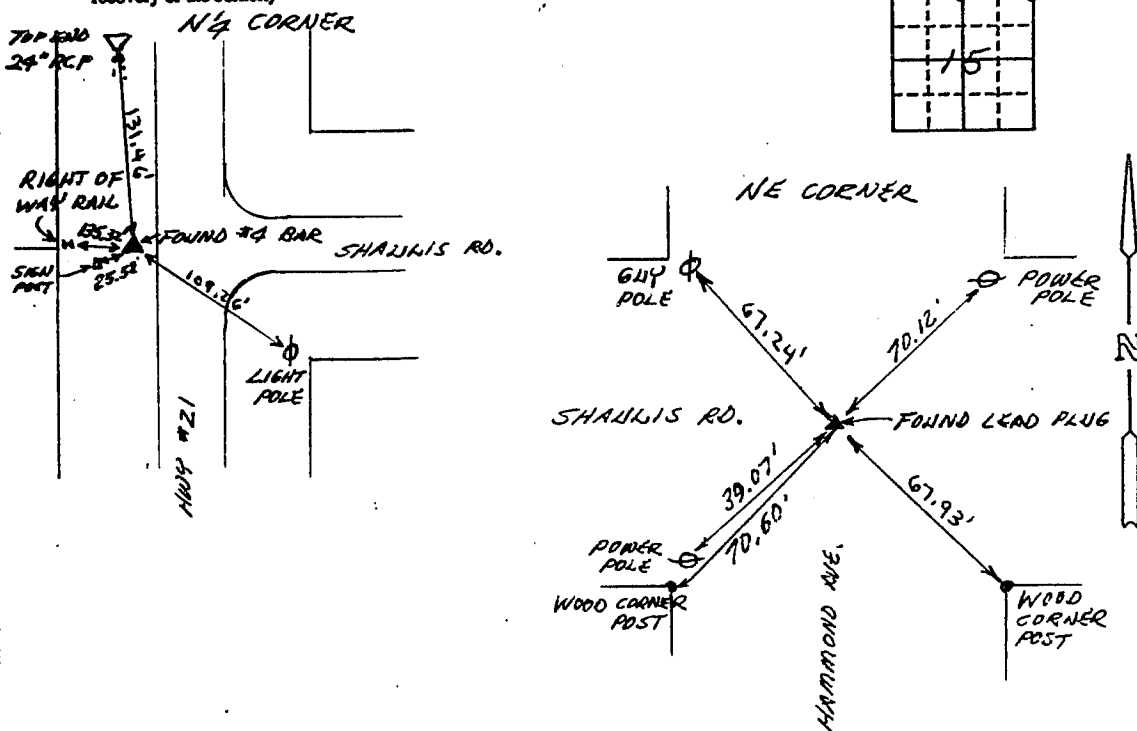 N¼ CORNER
TOP END
24" RCP
131.46'
RIGHT OF
WAY RAIL
FOUND #4 BAR
SHAULIS RD.
SIGN
POST
25.52'
109.26'
LIGHT
POLE
HWY #21
15
NE CORNER
GUY
POLE
POWER
POLE
67.24'
70.12'
N
SHAULIS RD.
FOUND LEAD PLUG
39.07'
70.60'
67.93'
POWER
POLE
WOOD CORNER
POST
HAMMOND AVE.
WOOD
CORNER
POST